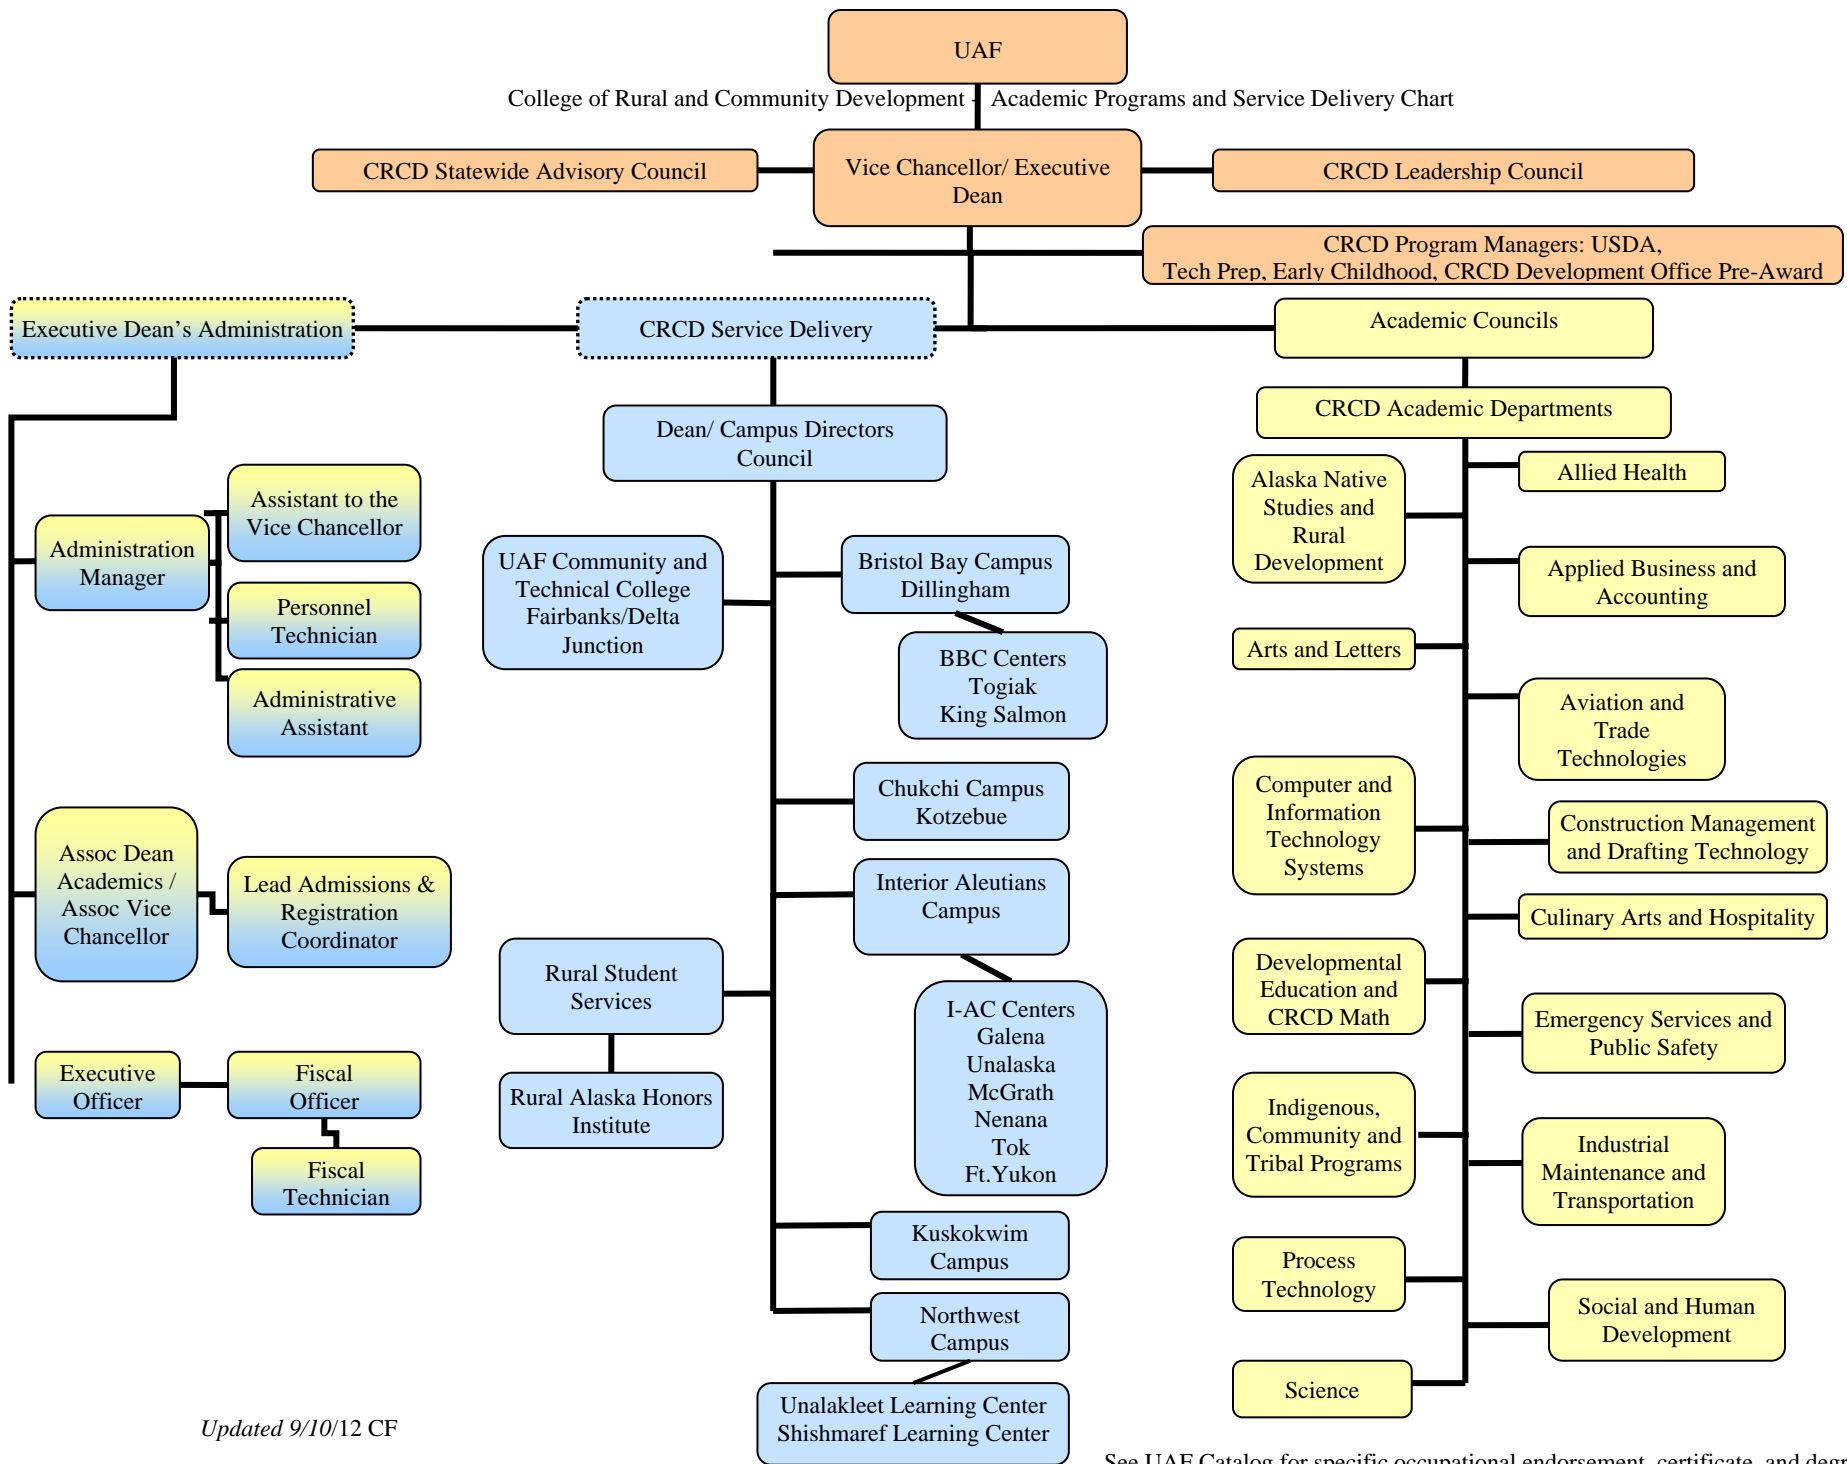 UAF
College of Rural and Community Development - Academic Programs and Service Delivery Chart
CRCD Statewide Advisory Council
Vice Chancellor/ Executive
Dean
CRCD Leadership Council
CRCD Program Managers: USDA,
Tech Prep, Early Childhood, CRCD Development Office Pre-Award
Executive Dean’s Administration
CRCD Service Delivery
Academic Councils
Administration
Manager
Assistant to the
Vice Chancellor
Personnel
Technician
Administrative
Assistant
Assoc Dean
Academics /
Assoc Vice
Chancellor
Lead Admissions &
Registration
Coordinator
Executive
Officer
Fiscal
Officer
Fiscal
Technician
Dean/ Campus Directors
Council
UAF Community and
Technical College
Fairbanks/Delta
Junction
Bristol Bay Campus
Dillingham
BBC Centers
Togiak
King Salmon
Chukchi Campus
Kotzebue
Interior Aleutians
Campus
I-AC Centers
Galena
Unalaska
McGrath
Nenana
Tok
Ft.Yukon
Rural Student
Services
Rural Alaska Honors
Institute
Kuskokwim
Campus
Northwest
Campus
Unalakleet Learning Center
Shishmaref Learning Center
CRCD Academic Departments
Alaska Native
Studies and
Rural
Development
Allied Health
Applied Business and
Accounting
Arts and Letters
Aviation and
Trade
Technologies
Computer and
Information
Technology
Systems
Construction Management
and Drafting Technology
Culinary Arts and Hospitality
Developmental
Education and
CRCD Math
Emergency Services and
Public Safety
Indigenous,
Community and
Tribal Programs
Industrial
Maintenance and
Transportation
Process
Technology
Social and Human
Development
Science
Updated 9/10/12 CF
See UAF Catalog for specific occupational endorsement, certificate, and